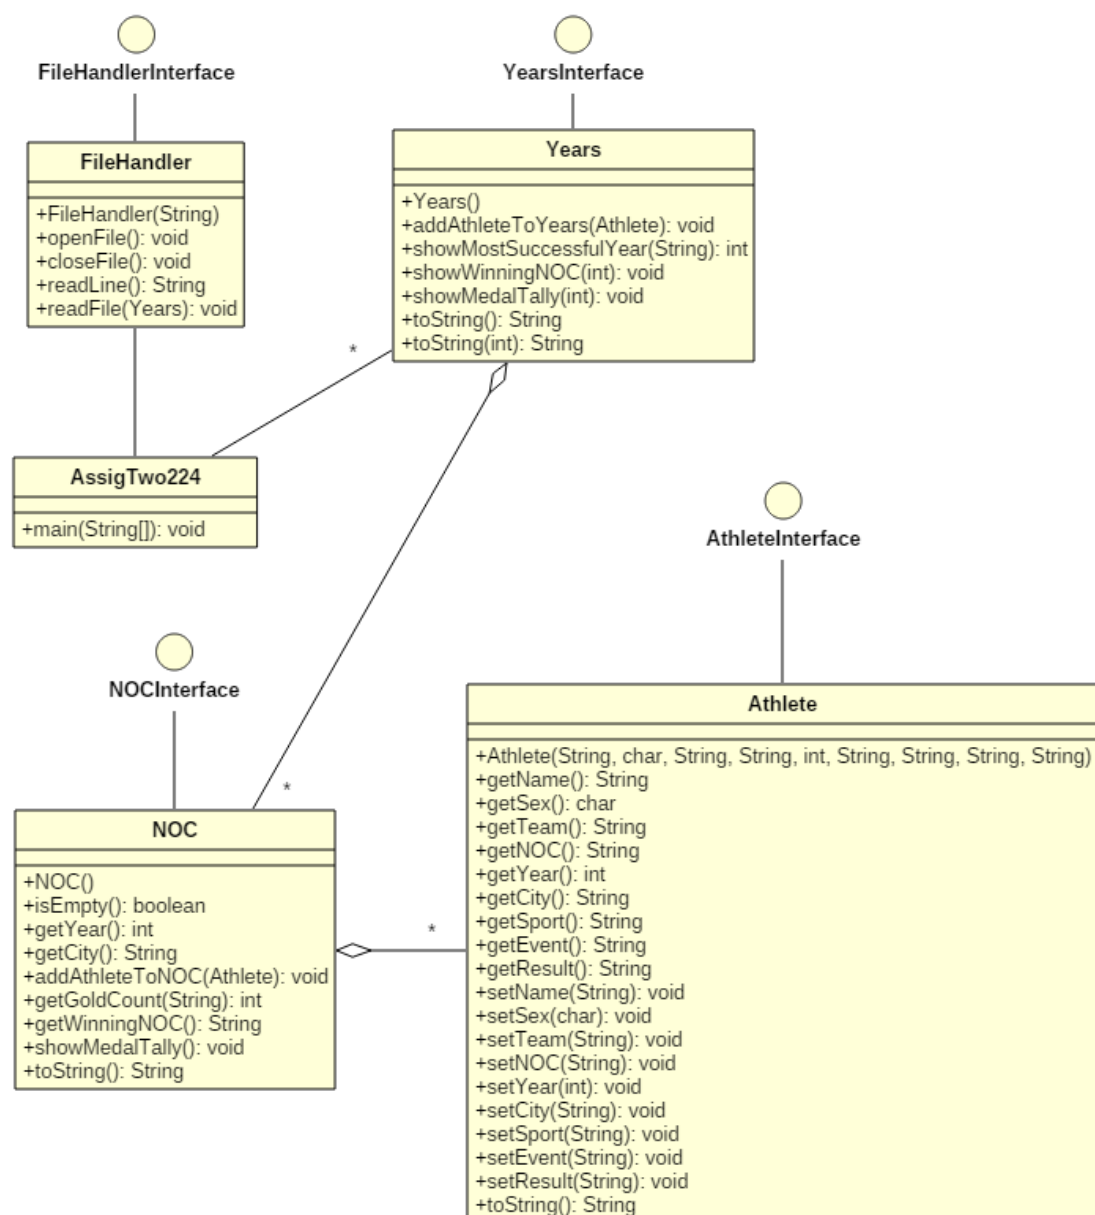 FileHandlerInterface
FileHandler
+FileHandler(String)
+openFile(): void
+closeFile(): void
+readLine(): String
+readFile(Years): void
YearsInterface
Years
+Years()
+addAthleteToYears(Athlete): void
+showMostSuccessfulYear(String): int
+showWinningNOC(int): void
+showMedalTally(int): void
+toString(): String
+toString(int): String
*
AssigTwo224
+main(String[]): void
AthleteInterface
NOCInterface
*
NOC
+NOC()
+isEmpty(): boolean
+getYear(): int
+getCity(): String
+addAthleteToNOC(Athlete): void
+getGoldCount(String): int
+getWinningNOC(): String
+showMedalTally(): void
+toString(): String
*
Athlete
+Athlete(String, char, String, String, int, String, String, String, String)
+getName(): String
+getSex(): char
+getTeam(): String
+getNOC(): String
+getYear(): int
+getCity(): String
+getSport(): String
+getEvent(): String
+getResult(): String
+setName(String): void
+setSex(char): void
+setTeam(String): void
+setNOC(String): void
+setYear(int): void
+setCity(String): void
+setSport(String): void
+setEvent(String): void
+setResult(String): void
+toString(): String